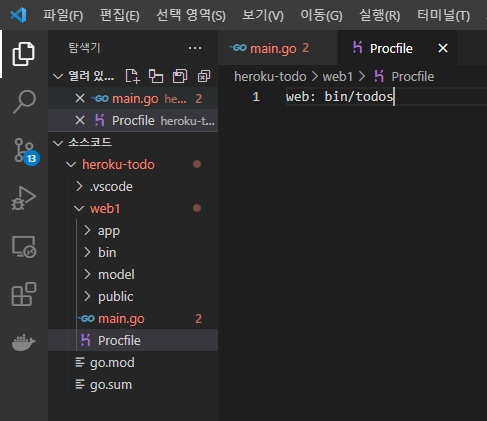 파일(F) 편집(E) 선택 영역(S) 보기(V) 이동(G) 실행(R) 터미널(T)
탐색기 ...
main.go 2 Procfile
열려 있... 
heroku-todo > web1 > Procfile
main.go he... 2
1 web: bin/todos
Procfile heroku-t...
소스코드
heroku-todo
.vscode
web1
app
bin
model
public
main.go 2
Procfile
go.mod
go.sum
13